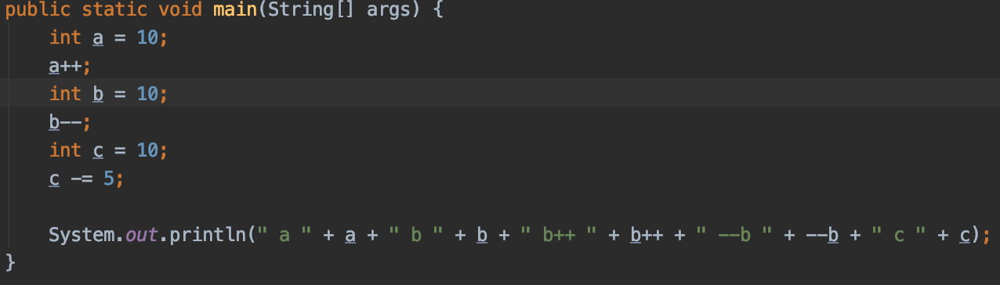 public static void main(String[] args) {
int a = 10;
a++;
int b = 10;
b--;
int c = 10;
c -= 5;
System.out.println(" a " + a + " b " + b + " b++ " + b++ + " --b " + --b + " c " + c);
}